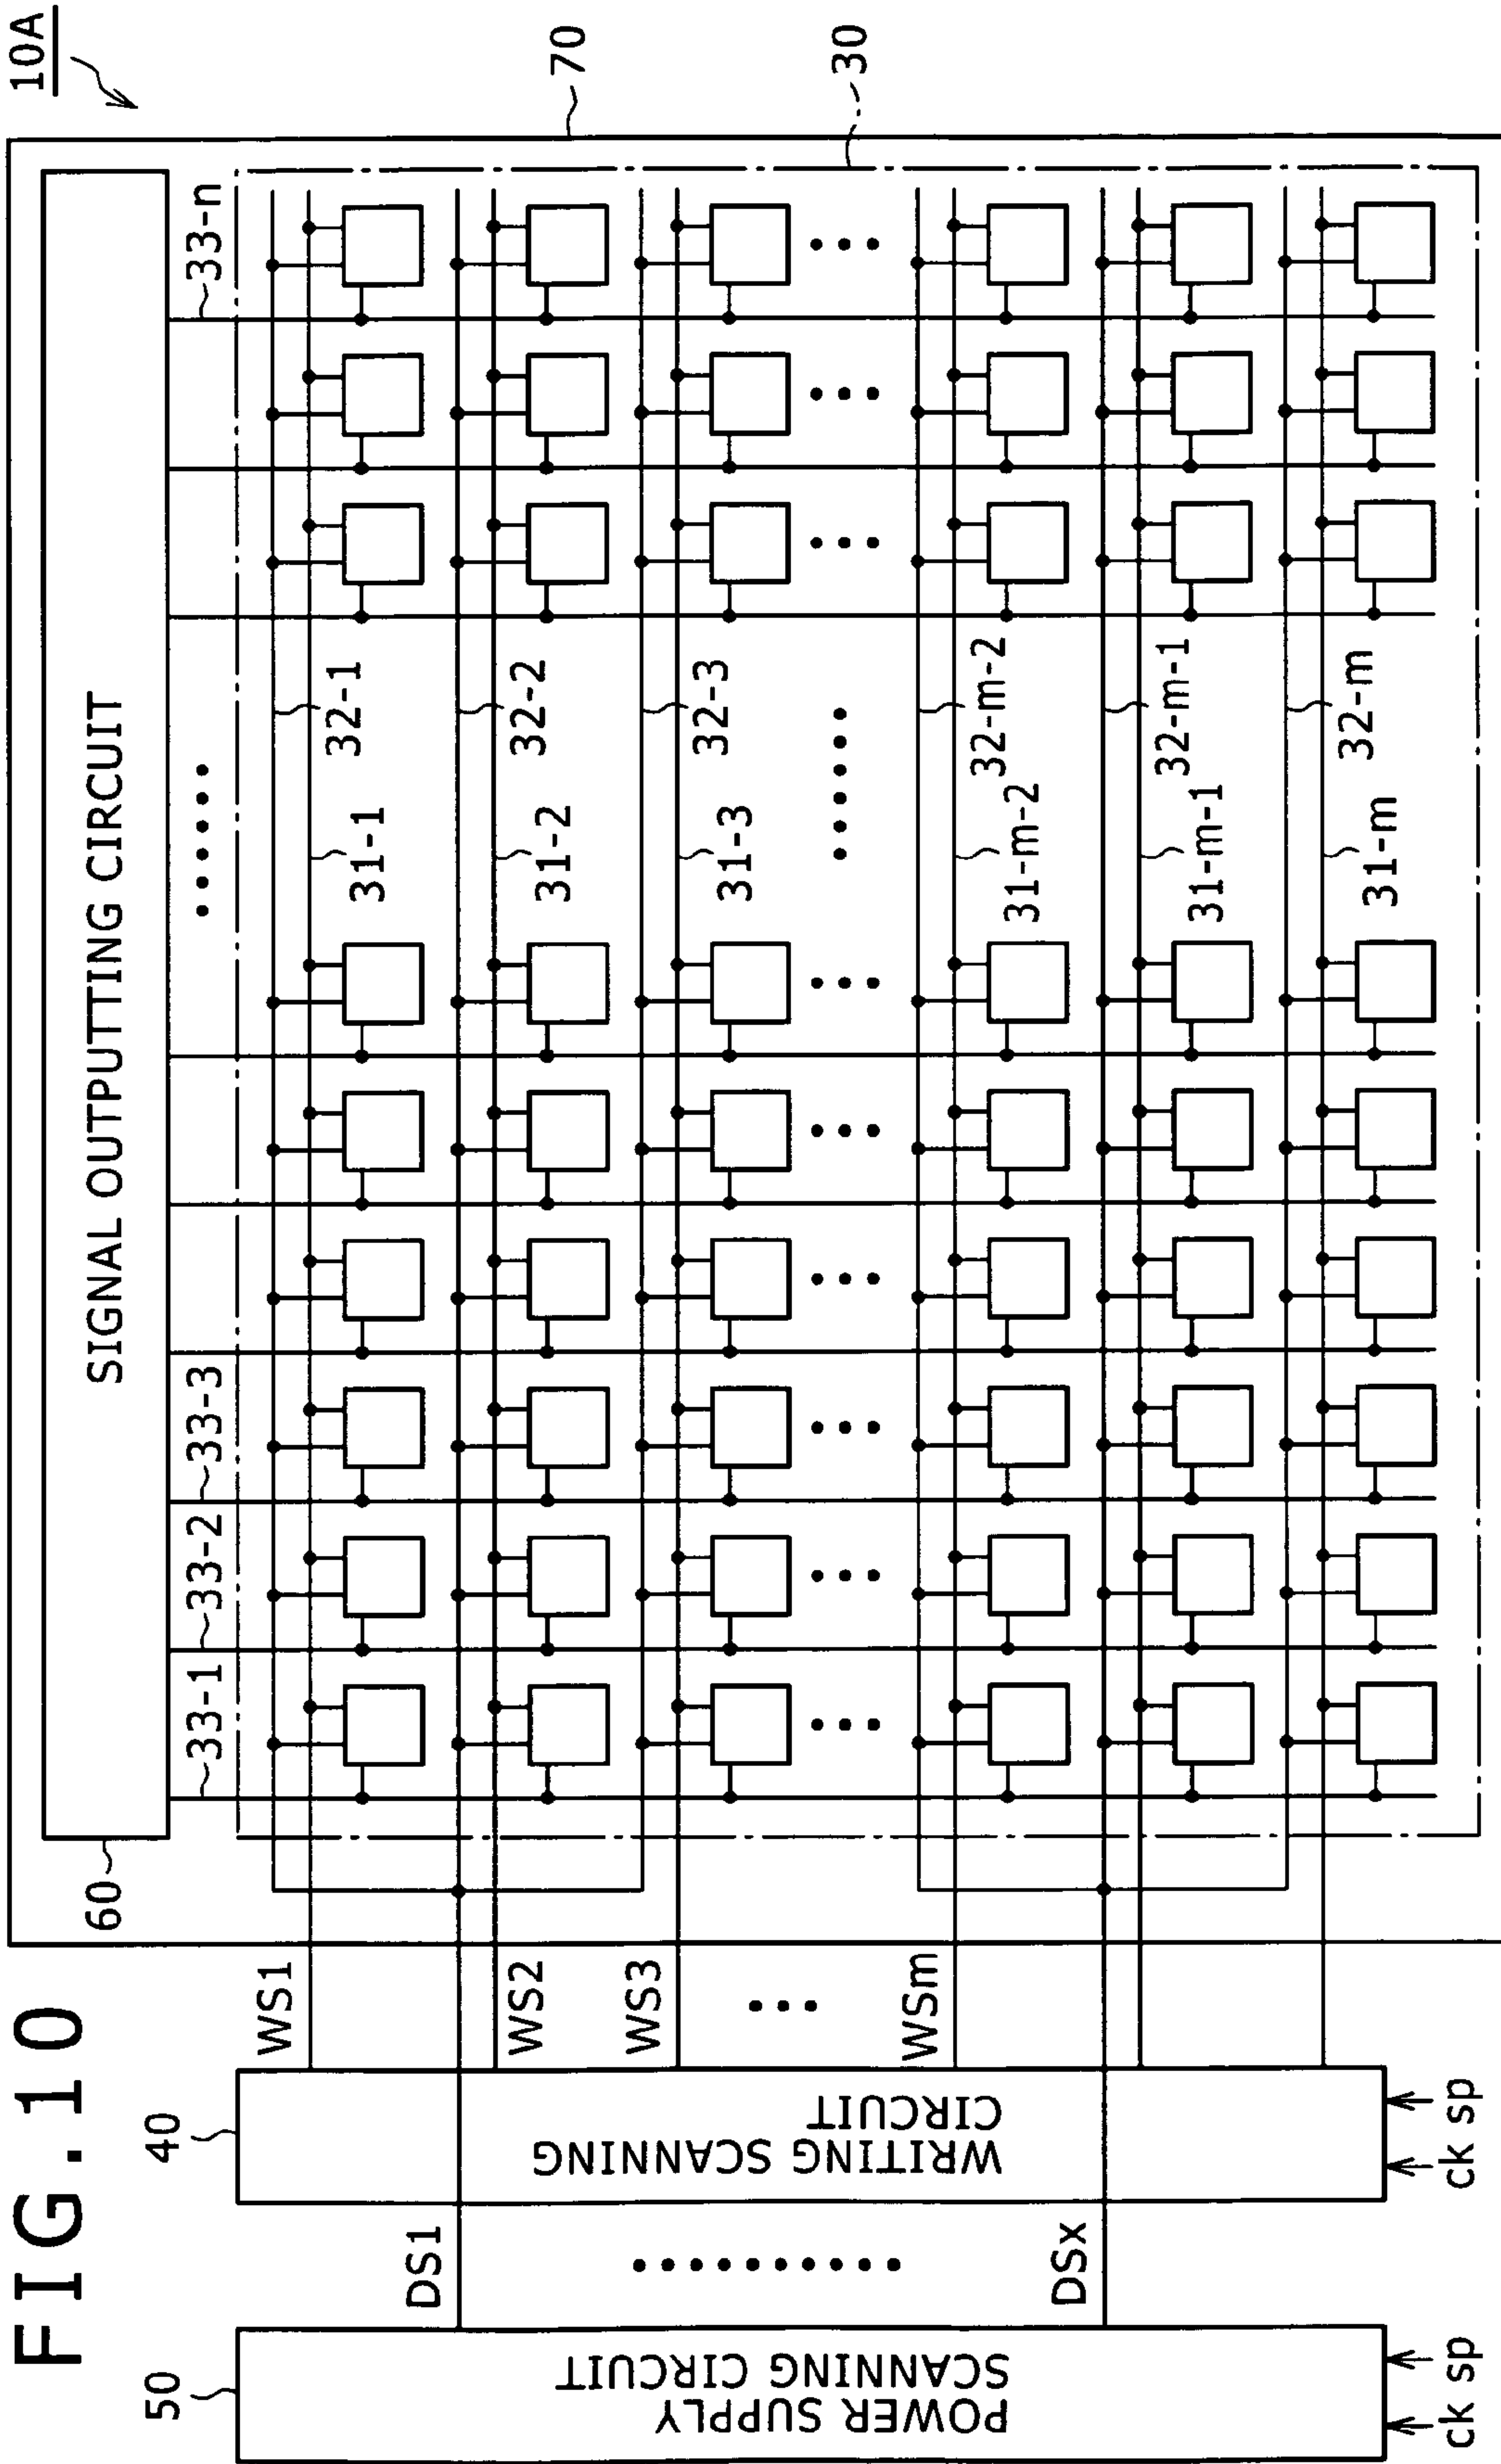 FIG.10
10A
50
POWER SUPPLY
SCANNING CIRCUIT
ck sp
DS1
DSx
40
WRITING SCANNING
CIRCUIT
ck sp
WS1
WS2
WS3
WSm
60
SIGNAL OUTPUTTING CIRCUIT
70
30
33-1
33-2
33-3
33-n
31-1
32-1
31-2
32-2
31-3
32-3
31-m-2
32-m-2
31-m-1
32-m-1
31-m
32-m